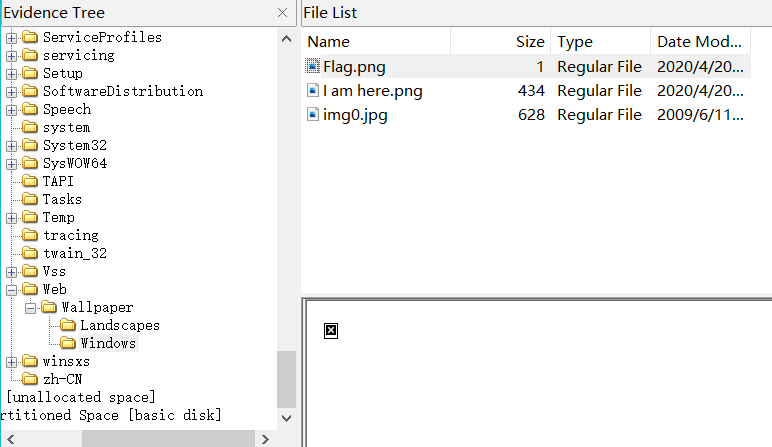 Evidence Tree
ServiceProfiles
servicing
Setup
SoftwareDistribution
Speech
system
System32
SysWOW64
TAPI
Tasks
Temp
tracing
twain_32
Vss
Web
Wallpaper
Landscapes
Windows
winsxs
zh-CN
[unallocated space]
rtitioned Space [basic disk]
File List
Name Size Type Date Mod...
Flag.png 1 Regular File 2020/4/20...
I am here.png 434 Regular File 2020/4/20...
img0.jpg 628 Regular File 2009/6/11...